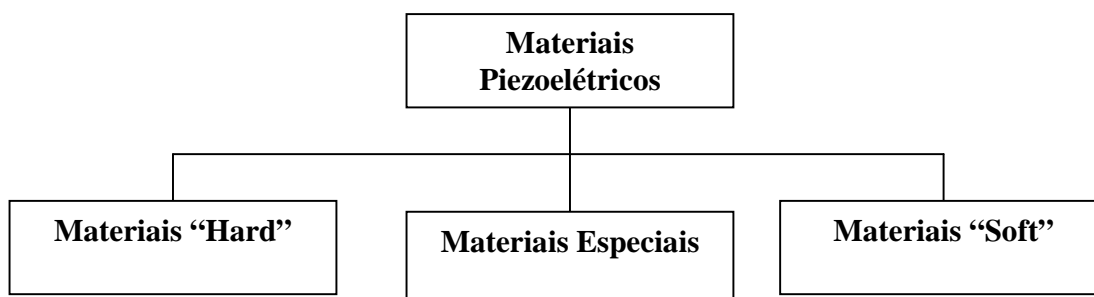 Materiais
Piezoelétricos
Materiais “Hard”
Materiais Especiais
Materiais “Soft”